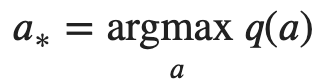 a* = argmax q(a)
a